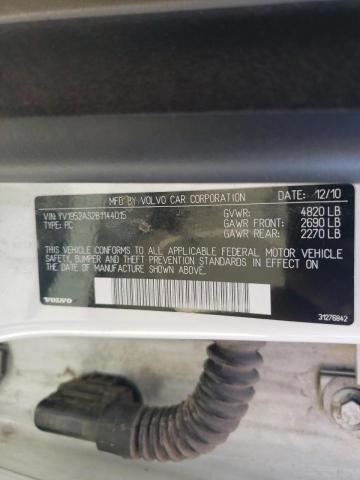 MFD BY VOLVO CAR CORPORATION DATE: 12/10
VIN: YV1952AS2B1144015 GVWR: 4820 LB
TYPE: PC GAWR FRONT: 2690 LB
GAWR REAR: 2270 LB
THIS VEHICLE CONFORMS TO ALL APPLICABLE FEDERAL MOTOR VEHICLE
SAFETY, BUMPER AND THEFT PREVENTION STANDARDS IN EFFECT ON
THE DATE OF MANUFACTURE SHOWN ABOVE.
VOLVO 31276842